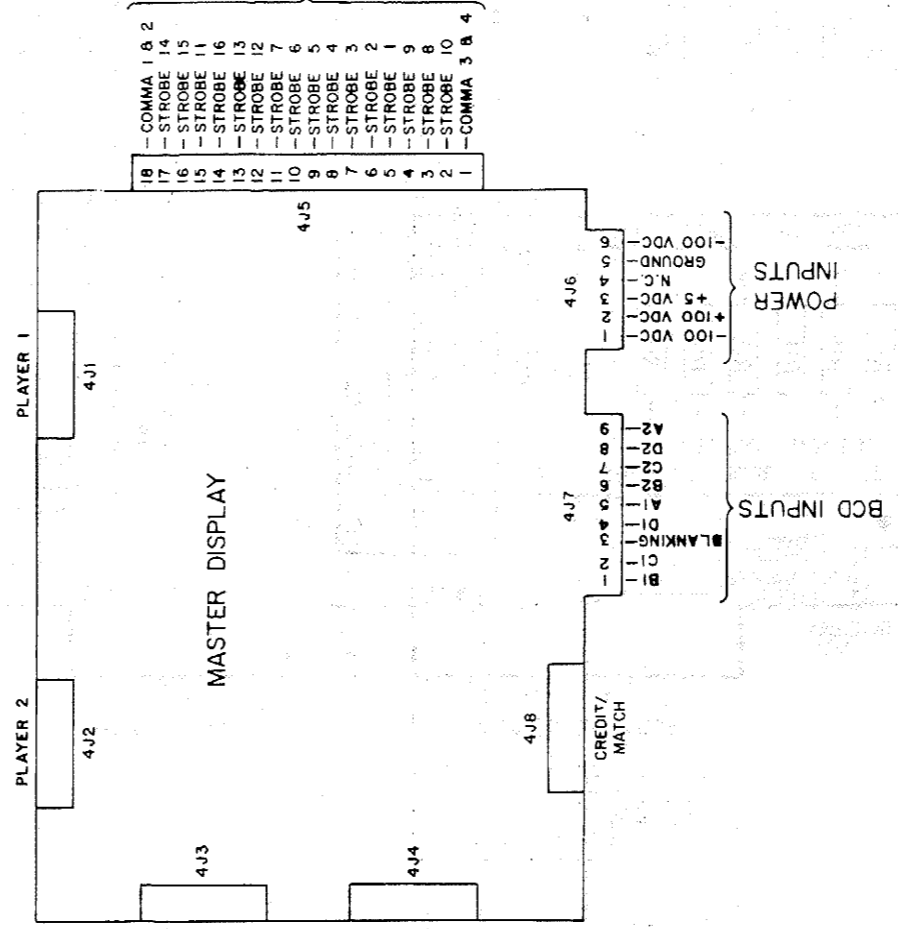 18 — COMMA 1 & 2
17 — STROBE 14
16 — STROBE 15
15 — STROBE 11
14 — STROBE 16
13 — STROBE 13
12 — STROBE 12
11 — STROBE 7
10 — STROBE 6
9 — STROBE 5
8 — STROBE 4
7 — STROBE 3
6 — STROBE 2
5 — STROBE 1
4 — STROBE 9
3 — STROBE 8
2 — STROBE 10
1 — COMMA 3 & 4
4J5
PLAYER 1
4J1
PLAYER 2
4J2
MASTER DISPLAY
4J3
4J4
4J6
6 -100 VDC
5 GROUND
4 N.C.
3 +5 VDC
2 +100 VDC
1 -100 VDC
POWER
INPUTS
4J7
9 A2
8 D2
7 C2
6 B2
5 A1
4 D1
3 BLANKING
2 C1
1 B1
BCD INPUTS
4J8
CREDIT/
MATCH